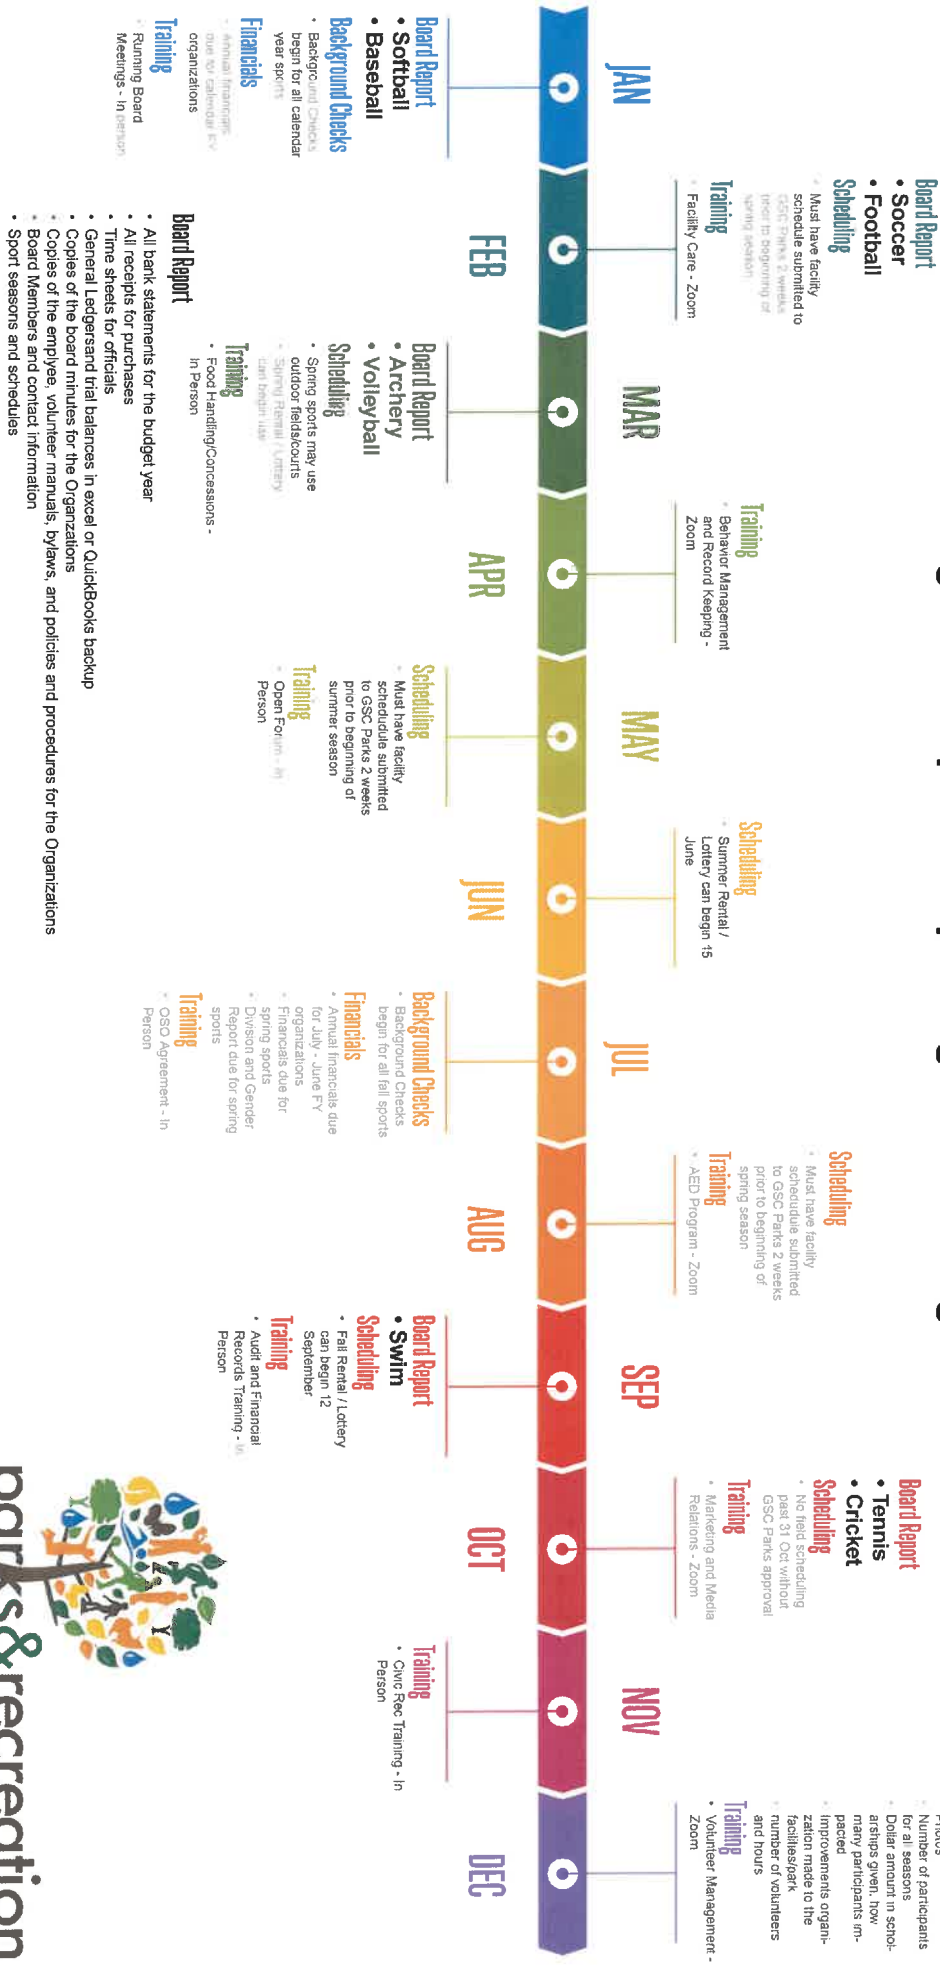 JAN
Board Report
• Softball
• Baseball
Background Checks
• Background Checks
begin for all calendar
year sports
Financials
• Annual financials
due for calendar FY
organizations
Training
• Running Board
Meetings - In person
Board Report
• Soccer
• Football
Scheduling
• Must have facility
schedule submitted to
GSC Parks 2 weeks
prior to beginning of
spring season
Training
• Facility Care - Zoom
FEB
MAR
Board Report
• Archery
• Volleyball
Scheduling
• Spring sports may use
outdoor fields/courts
• Spring Rental / Lottery
can begin
Training
• Food Handling/Concessions -
In Person
Training
• Behavior Management
and Record Keeping -
Zoom
APR
MAY
Scheduling
• Must have facility
schedudule submitted
to GSC Parks 2 weeks
prior to beginning of
summer season
Training
• Open Forum - In
Person
Scheduling
• Summer Rental /
Lottery can begin 15
June
JUN
JUL
Background Checks
• Background Checks
begin for all fall sports
Financials
• Annual financials due
for July - June FY
organizations
• Financials due for
spring sports
• Division and Gender
Report due for spring
sports
Training
• OSO Agreement - In
Person
Scheduling
• Must have facility
schedudule submitted
to GSC Parks 2 weeks
prior to beginning of
spring season
Training
• AED Program - Zoom
AUG
SEP
Board Report
• Swim
Scheduling
• Fall Rental / Lottery
can begin 12
September
Training
• Audit and Financial
Records Training - In
Person
Board Report
• Tennis
• Cricket
Scheduling
• No field scheduling
past 31 Oct without
GSC Parks approval
Training
• Marketing and Media
Relations - Zoom
OCT
NOV
Training
• Civic Rec Training - In
Person
• Number of participants
for all seasons
• Dollar amount in schol-
arships given, how
many participants im-
pacted
• Improvements organi-
zation made to the
facilities/park
• number of volunteers
and hours
Training
• Volunteer Management -
Zoom
DEC
Board Report
• All bank statements for the budget year
• All receipts for purchases
• Time sheets for officials
• General Ledgersand trial balances in excel or QuickBooks backup
• Copies of the board minutes for the Organzations
• Copies of the emplyee, volunteer manuals, bylaws, and policies and procedures for the Organizations
• Board Members and contact information
• Sport seasons and schedules
parks&recreation